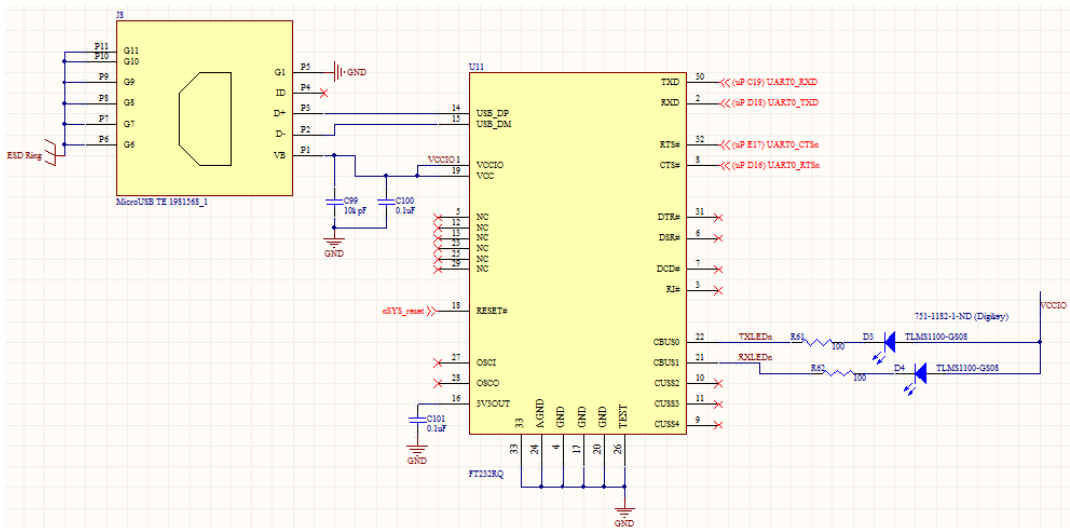 J8
P11 G11
P10 G10
P9 G9
P8 G8
P7 G7
P6 G6
ESD Ring
G1 P5 GND
ID P4
D+ P3
D- P2
VB P1
MicroUSB TE 1981568_1
C99
10k pF
C100
0.1uF
GND
U11
14 USB_DP
15 USB_DM
VCCIO 1 VCCIO
19 VCC
5 NC
12 NC
13 NC
23 NC
25 NC
29 NC
nSYS_reset 18 RESET#
27 OSCI
28 OSCO
16 3V3OUT
C101
0.1uF
GND
TXD 30 (uP C19) UART0_RXD
RXD 2 (uP D18) UART0_TXD
RTS# 32 (uP E17) UART0_CTSn
CTS# 8 (uP D16) UART0_RTSn
DTR# 31
DSR# 6
DCD# 7
RI# 3
CBUS0 22 TXLEDn R61 100 D3 TLMS1100-GS08
751-1182-1-ND (Digikey)
VCCIO
CBUS1 21 RXLEDn R62 100 D4 TLMS1100-GS08
CUSS2 10
CUSS3 11
CUSS4 9
33 AGND GND GND GND TEST
33 24 4 17 20 26
FT232RQ
GND